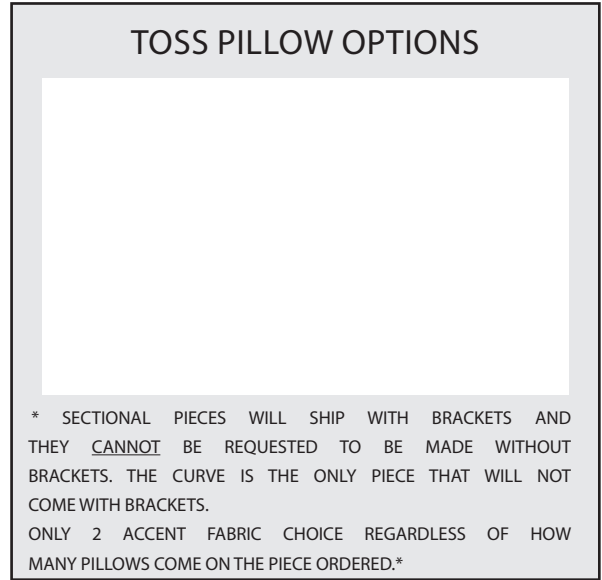 TOSS PILLOW OPTIONS
* SECTIONAL PIECES WILL SHIP WITH BRACKETS AND
THEY CANNOT BE REQUESTED TO BE MADE WITHOUT
BRACKETS. THE CURVE IS THE ONLY PIECE THAT WILL NOT
COME WITH BRACKETS.
ONLY 2 ACCENT FABRIC CHOICE REGARDLESS OF HOW
MANY PILLOWS COME ON THE PIECE ORDERED.*